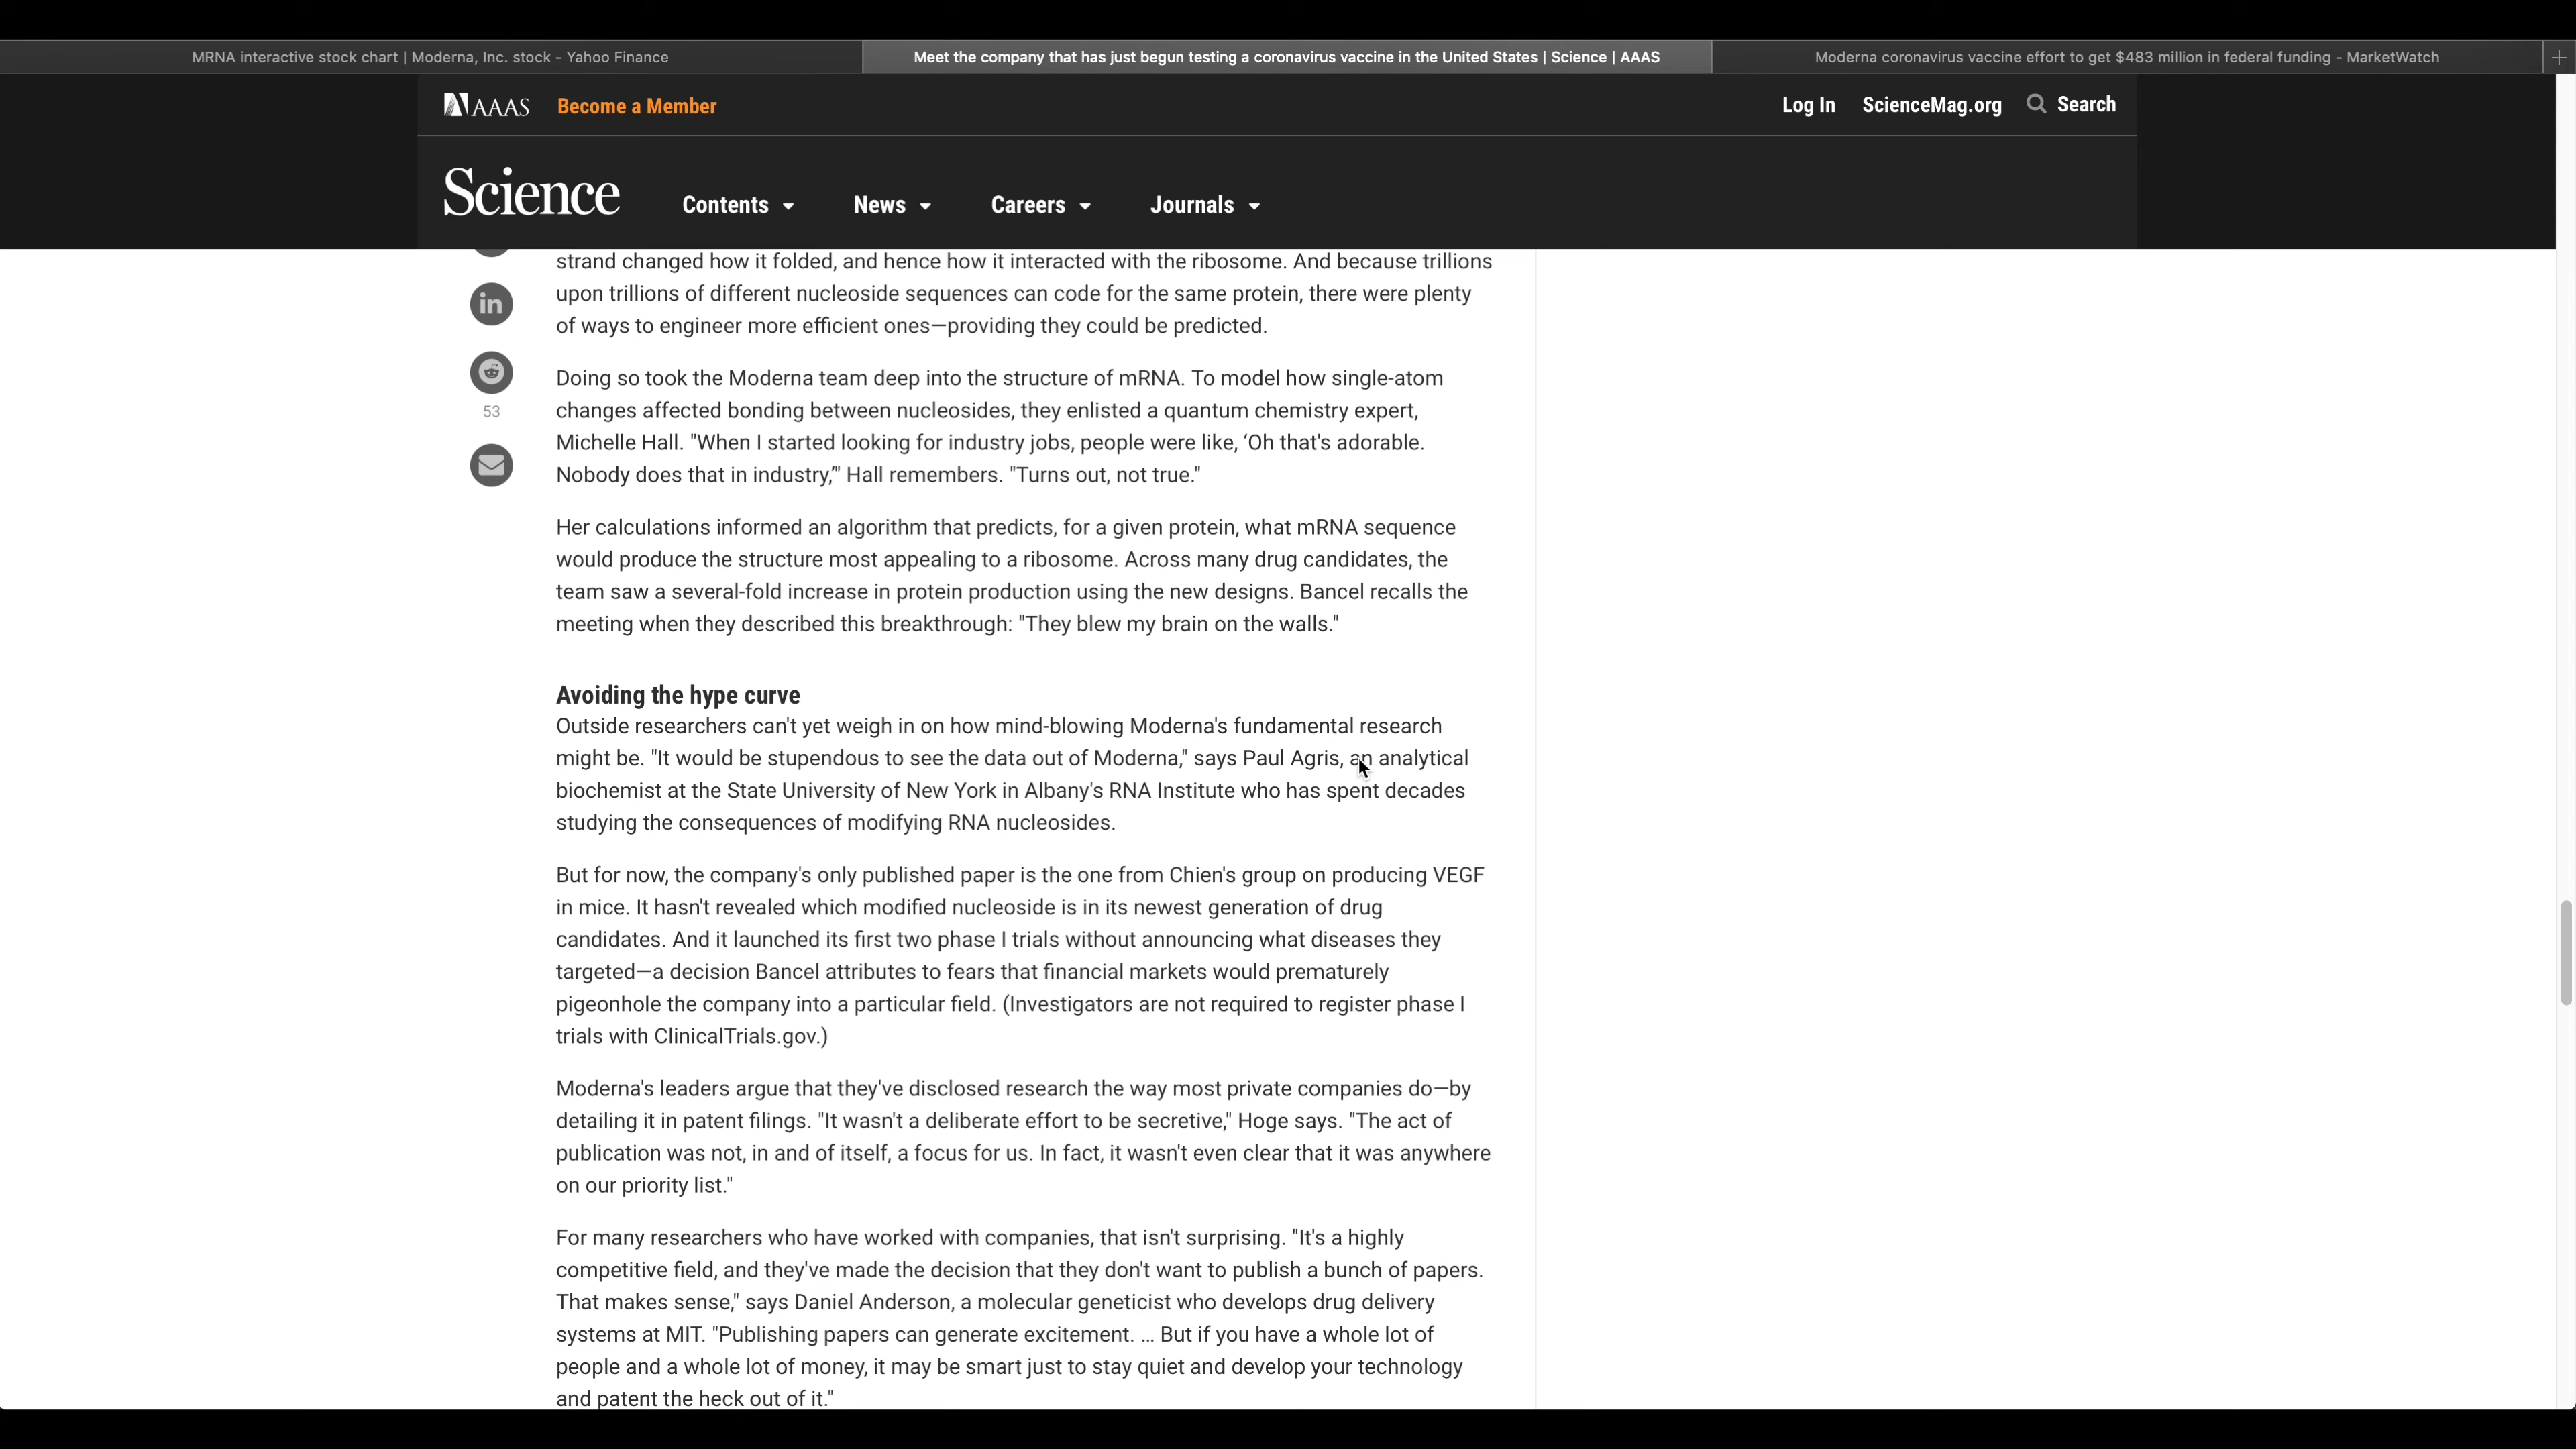 MRNA interactive stock chart | Moderna, Inc. stock - Yahoo Finance
Meet the company that has just begun testing a coronavirus vaccine in the United States | Science | AAAS
Moderna coronavirus vaccine effort to get $483 million in federal funding - MarketWatch
AAAS
Become a Member
Log In
ScienceMag.org
Search
Science
Contents
News
Careers
Journals
strand changed how it folded, and hence how it interacted with the ribosome. And because trillions
upon trillions of different nucleoside sequences can code for the same protein, there were plenty
of ways to engineer more efficient ones—providing they could be predicted.
in
53
Doing so took the Moderna team deep into the structure of mRNA. To model how single-atom
changes affected bonding between nucleosides, they enlisted a quantum chemistry expert,
Michelle Hall. "When I started looking for industry jobs, people were like, ‘Oh that's adorable.
Nobody does that in industry,’" Hall remembers. "Turns out, not true."
Her calculations informed an algorithm that predicts, for a given protein, what mRNA sequence
would produce the structure most appealing to a ribosome. Across many drug candidates, the
team saw a several-fold increase in protein production using the new designs. Bancel recalls the
meeting when they described this breakthrough: "They blew my brain on the walls."
Avoiding the hype curve
Outside researchers can't yet weigh in on how mind-blowing Moderna's fundamental research
might be. "It would be stupendous to see the data out of Moderna," says Paul Agris, an analytical
biochemist at the State University of New York in Albany's RNA Institute who has spent decades
studying the consequences of modifying RNA nucleosides.
But for now, the company's only published paper is the one from Chien's group on producing VEGF
in mice. It hasn't revealed which modified nucleoside is in its newest generation of drug
candidates. And it launched its first two phase I trials without announcing what diseases they
targeted—a decision Bancel attributes to fears that financial markets would prematurely
pigeonhole the company into a particular field. (Investigators are not required to register phase I
trials with ClinicalTrials.gov.)
Moderna's leaders argue that they've disclosed research the way most private companies do—by
detailing it in patent filings. "It wasn't a deliberate effort to be secretive," Hoge says. "The act of
publication was not, in and of itself, a focus for us. In fact, it wasn't even clear that it was anywhere
on our priority list."
For many researchers who have worked with companies, that isn't surprising. "It's a highly
competitive field, and they've made the decision that they don't want to publish a bunch of papers.
That makes sense," says Daniel Anderson, a molecular geneticist who develops drug delivery
systems at MIT. "Publishing papers can generate excitement. … But if you have a whole lot of
people and a whole lot of money, it may be smart just to stay quiet and develop your technology
and patent the heck out of it."